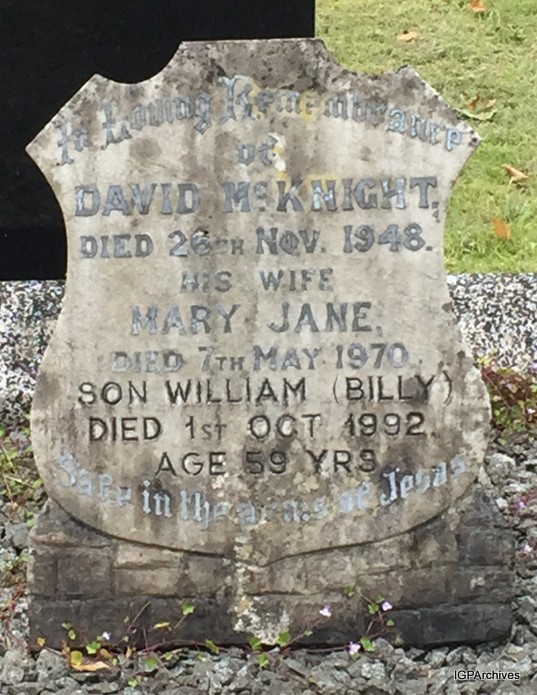 In Loving Remembrance
of
DAVID McKNIGHT,
DIED 26TH NOV. 1948.
HIS WIFE
MARY JANE,
DIED 7TH MAY 1970.
SON WILLIAM (BILLY)
DIED 1ST OCT 1992.
AGE 59 YRS
Safe in the arms of Jesus
IGPArchives